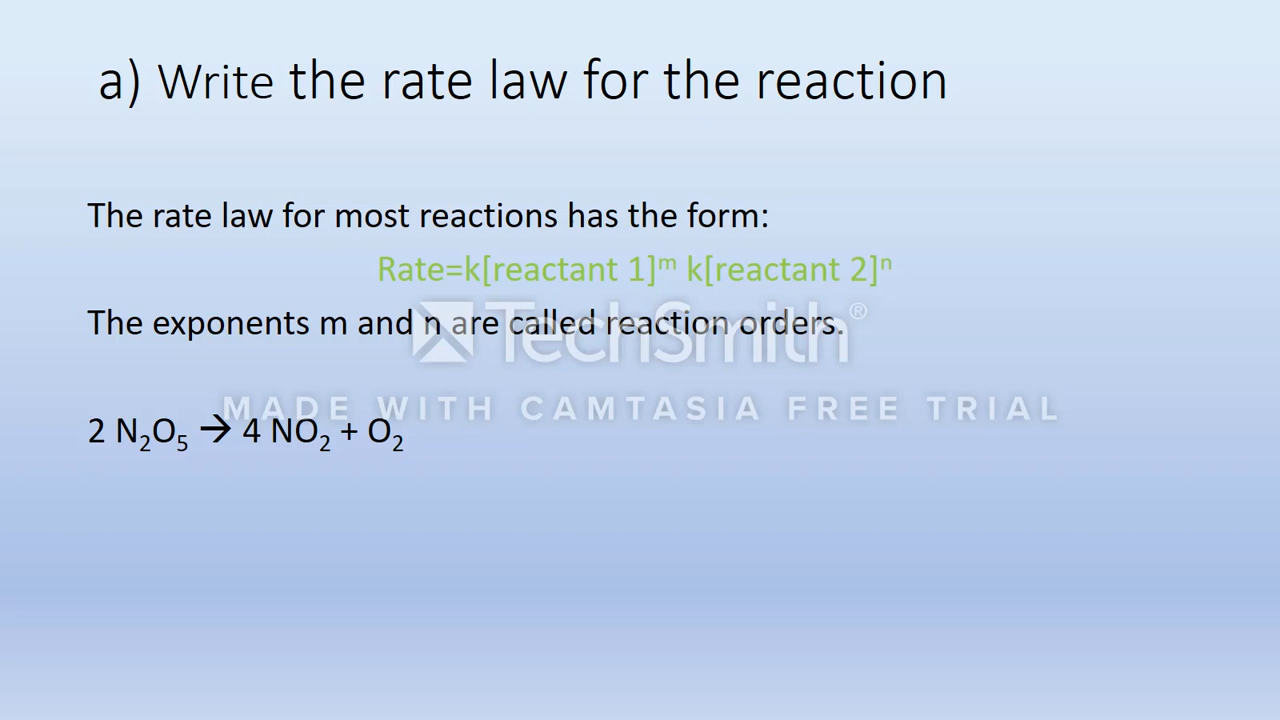 a) Write the rate law for the reaction
The rate law for most reactions has the form:
Rate=k[reactant 1]ᵐ k[reactant 2]ⁿ
The exponents m and n are called reaction orders.
TechSmith®
MADE WITH CAMTASIA FREE TRIAL
2 N₂O₅ → 4 NO₂ + O₂